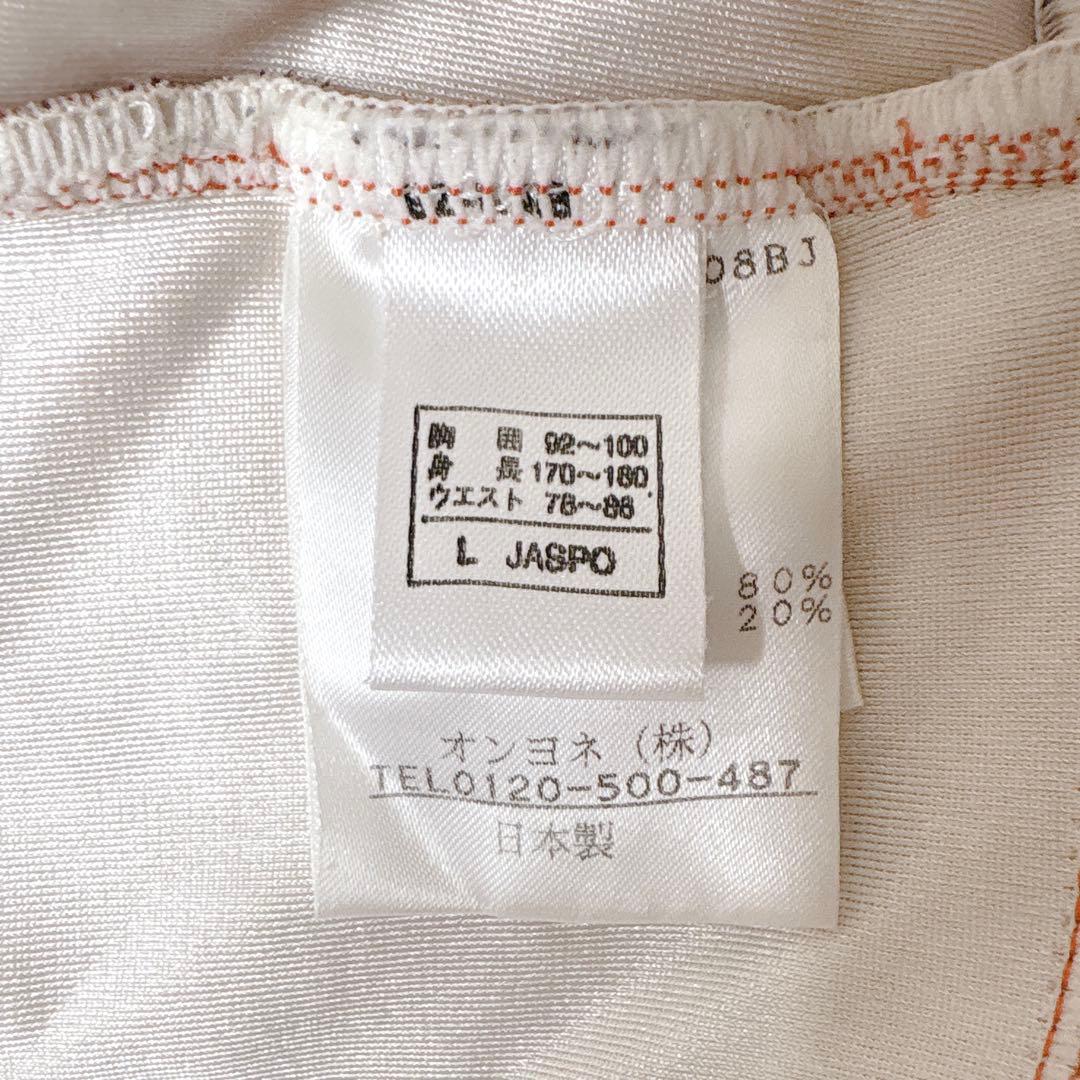 08BJ
胸囲 92～100
身長 170～180
ウエスト 78～86
L JASPO
80%
20%
オンヨネ(株)
TEL0120-500-487
日本製